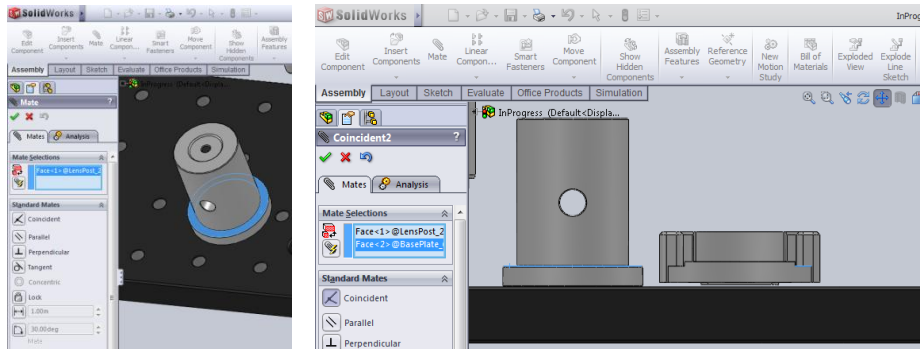 SolidWorks
Edit Component
Insert Components
Mate
Linear Compon...
Smart Fasteners
Move Component
Show Hidden Components
Assembly Features
Assembly Layout Sketch Evaluate Office Products Simulation
Mate ?
Mates Analysis
Mate Selections
Face<1>@LensPost_2
Standard Mates
Coincident
Parallel
Perpendicular
Tangent
Concentric
Lock
1.00in
30.00deg
Mate
SolidWorks
InProg
Edit Component
Insert Components
Mate
Linear Compon...
Smart Fasteners
Move Component
Show Hidden Components
Assembly Features
Reference Geometry
New Motion Study
Bill of Materials
Exploded View
Explode Line Sketch
Assembly Layout Sketch Evaluate Office Products Simulation
InProgress (Default<Displa...
Coincident2 ?
Mates Analysis
Mate Selections
Face<1>@LensPost_2
Face<2>@BasePlate_
Standard Mates
Coincident
Parallel
Perpendicular